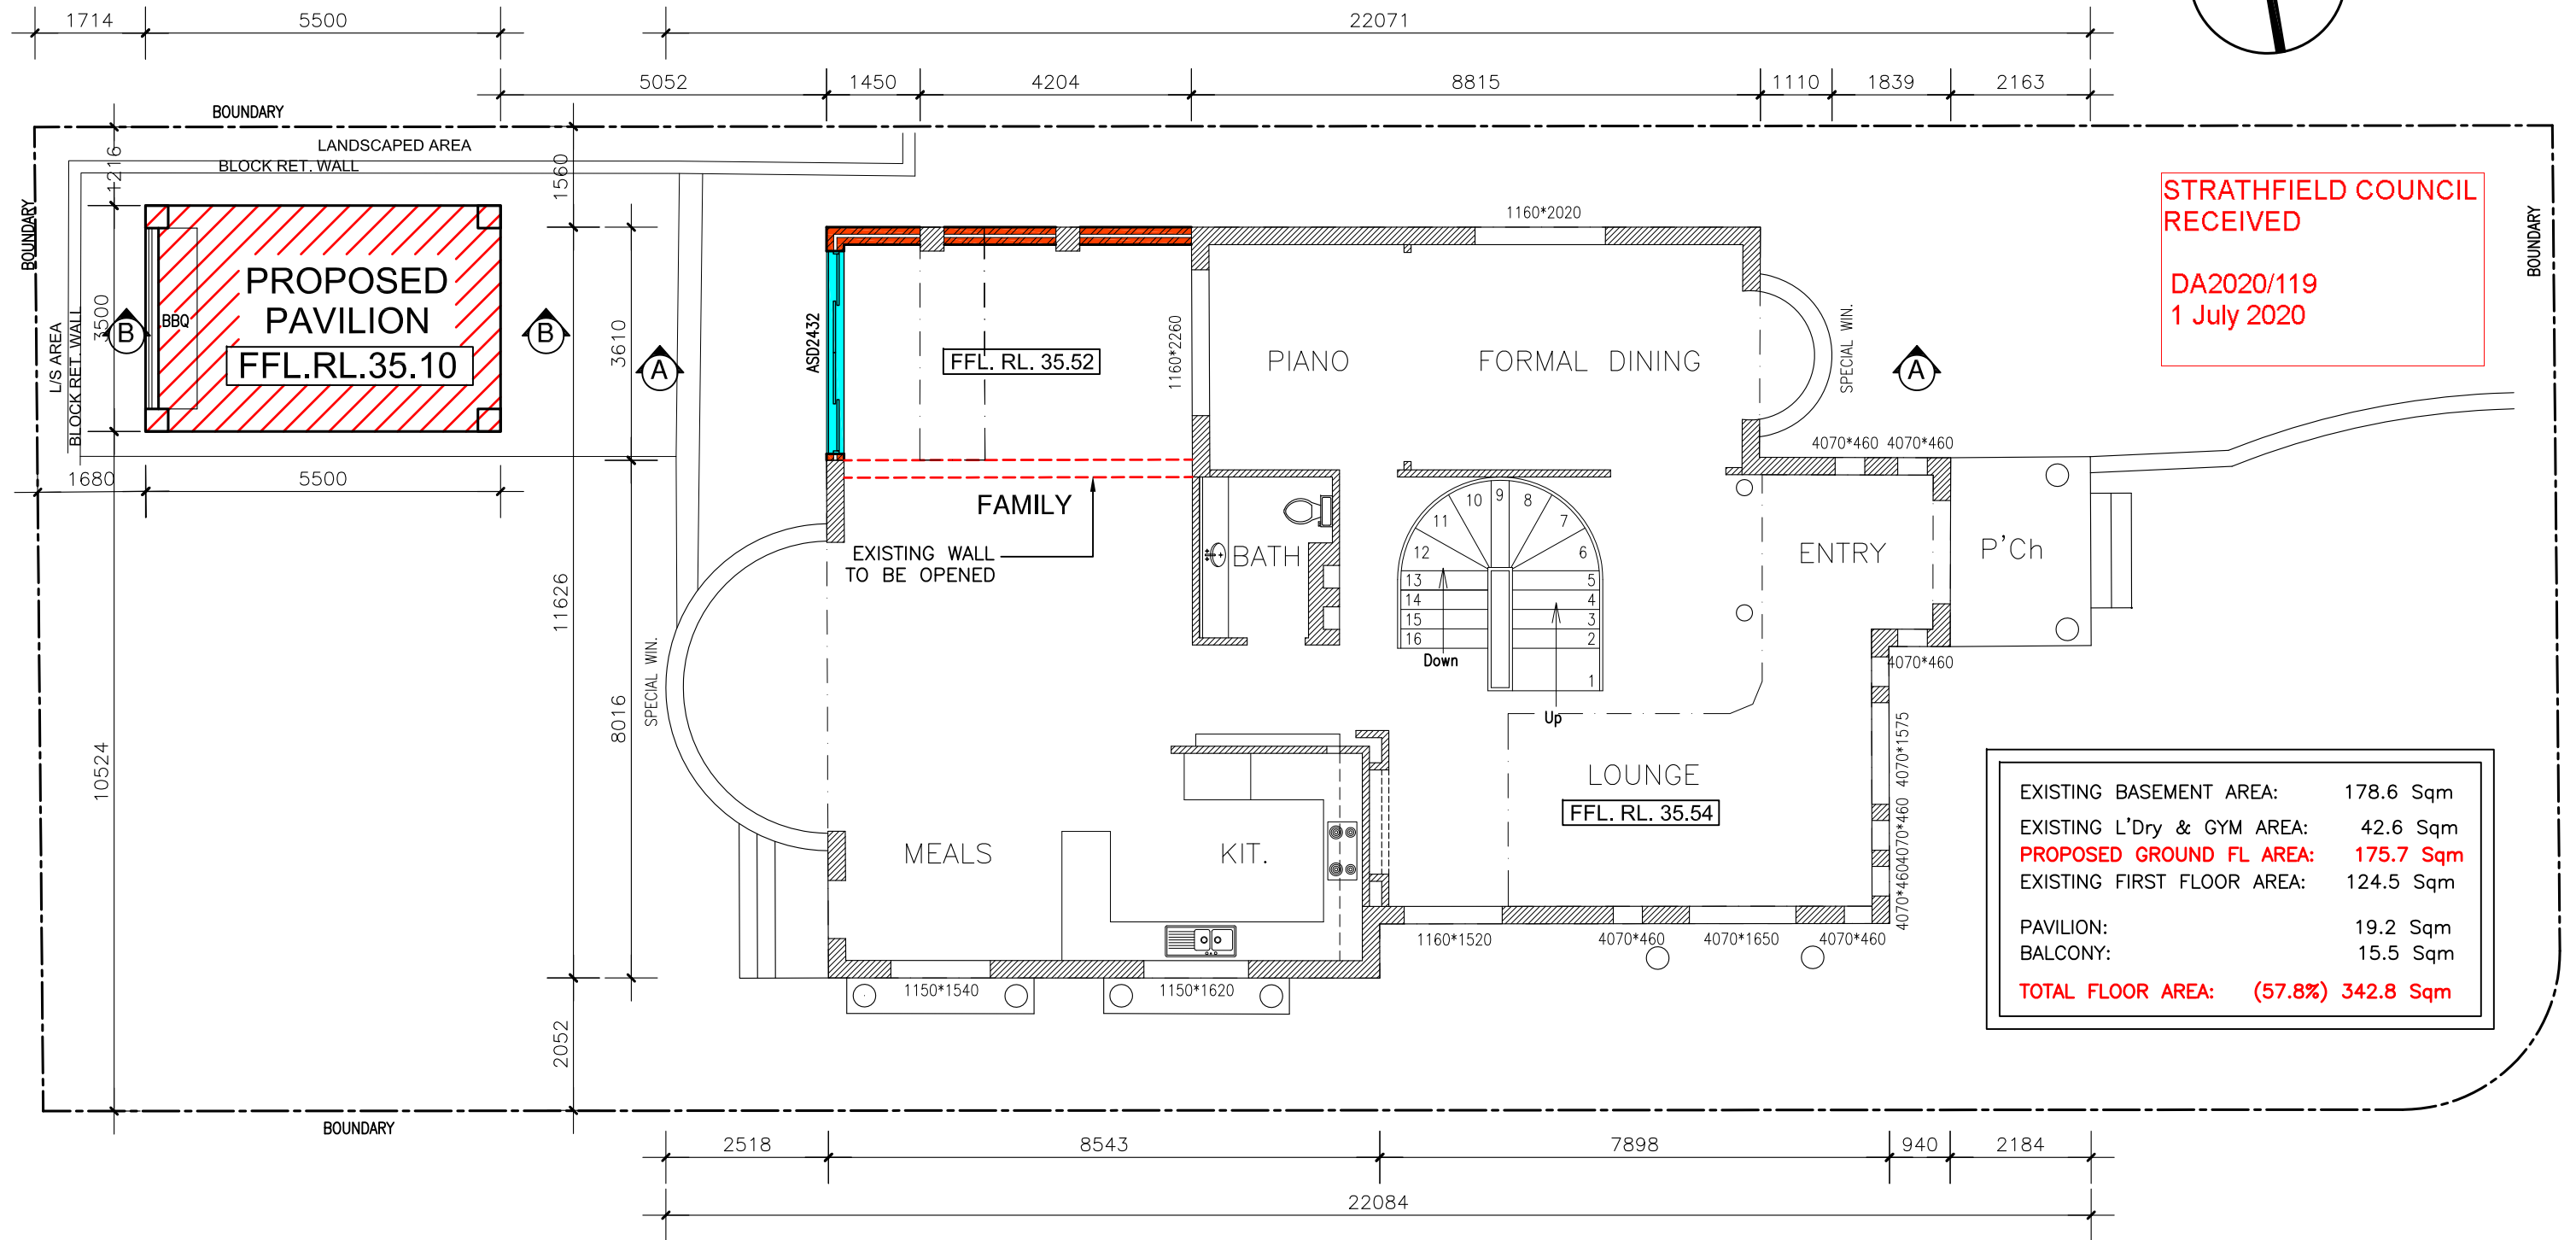 1714
5500
22071
5052
1450
4204
8815
1110
1839
2163
BOUNDARY
LANDSCAPED AREA
BLOCK RET. WALL
1216
1560
BOUNDARY
BOUNDARY
STRATHFIELD COUNCIL
RECEIVED
DA2020/119
1 July 2020
1160*2020
PROPOSED
PAVILION
FFL.RL.35.10
BBQ
B
B
3500
L/S AREA
BLOCK RET. WALL
3610
A
ASD2432
FFL. RL. 35.52
1160*2260
PIANO
FORMAL DINING
SPECIAL WIN.
A
4070*460
4070*460
1680
5500
FAMILY
EXISTING WALL
TO BE OPENED
BATH
9
10
8
11
7
12
6
13
5
14
4
15
3
16
2
1
Down
Up
ENTRY
P'Ch
4070*460
11626
8016
10524
2052
SPECIAL WIN.
MEALS
KIT.
LOUNGE
FFL. RL. 35.54
4070*1575
4070*460
4070*460
1160*1520
4070*460
4070*1650
4070*460
1150*1540
1150*1620
EXISTING BASEMENT AREA: 178.6 Sqm
EXISTING L'Dry & GYM AREA: 42.6 Sqm
PROPOSED GROUND FL AREA: 175.7 Sqm
EXISTING FIRST FLOOR AREA: 124.5 Sqm
PAVILION: 19.2 Sqm
BALCONY: 15.5 Sqm
TOTAL FLOOR AREA: (57.8%) 342.8 Sqm
BOUNDARY
2518
8543
7898
940
2184
22084